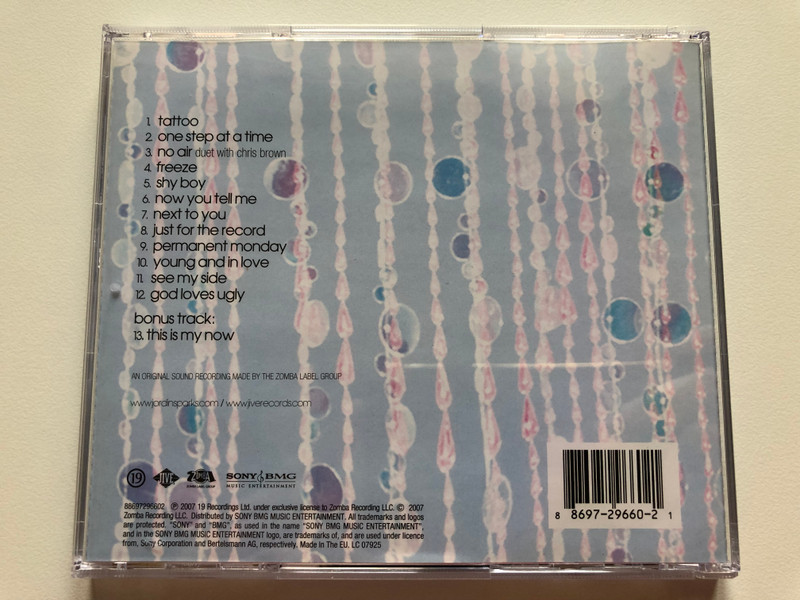 1. tattoo
2. one step at a time
3. no air duet with chris brown
4. freeze
5. shy boy
6. now you tell me
7. next to you
8. just for the record
9. permanent monday
10. young and in love
11. see my side
12. god loves ugly
bonus track:
13. this is my now
AN ORIGINAL SOUND RECORDING MADE BY THE ZOMBA LABEL GROUP
www.jordinsparks.com / www.jiverecords.com
19 JIVE ZOMBA SONY BMG
ZOMBA LABEL GROUP MUSIC ENTERTAINMENT
88697296602 ℗ 2007 19 Recordings Ltd. under exclusive license to Zomba Recording LLC. © 2007
Zomba Recording LLC. Distributed by SONY BMG MUSIC ENTERTAINMENT. All trademarks and logos
are protected. "SONY" and "BMG", as used in the name "SONY BMG MUSIC ENTERTAINMENT",
and in the SONY BMG MUSIC ENTERTAINMENT logo, are trademarks of, and are used under licence
from, Sony Corporation and Bertelsmann AG, respectively. Made In The EU. LC 07925
8 8697-29660-2 1